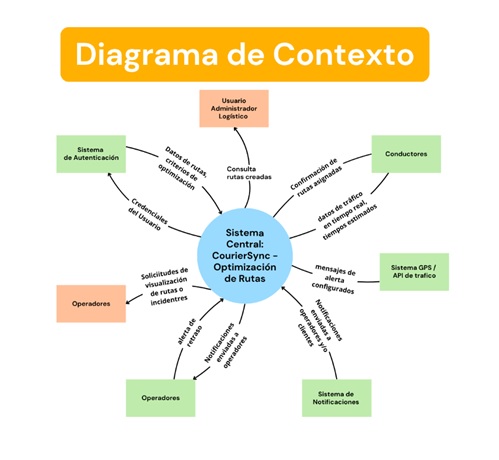 Diagrama de Contexto
Usuario
Administrador
Logístico
Sistema
de Autenticación
Datos de rutas,
criterios de
optimización
Consulta
rutas creadas
Confirmación de
rutas asignadas
Conductores
Credenciales
del Usuario
datos de tráfico
en tiempo real,
tiempos estimados
Sistema
Central:
CourierSync -
Optimización
de Rutas
mensajes de
alerta
configurados
Sistema GPS /
API de trafico
Soliciitudes de
visualización
de rutas o
incidentres
Operadores
alerta de
retraso
Notificaciones
enviadas a
operadores
Notificaciones
enviadas a
operadores y/o
clientes
Operadores
Sistema de
Notificaciones